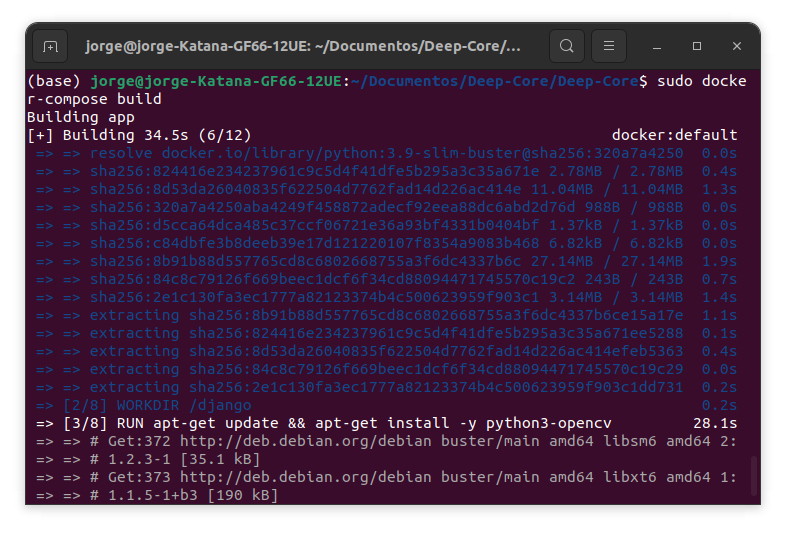 jorge@jorge-Katana-GF66-12UE: ~/Documentos/Deep-Core/...
(base) jorge@jorge-Katana-GF66-12UE:~/Documentos/Deep-Core/Deep-Core$ sudo docke
r-compose build
Building app
[+] Building 34.5s (6/12) docker:default
=> => resolve docker.io/library/python:3.9-slim-buster@sha256:320a7a4250 0.0s
=> => sha256:824416e234237961c9c5d4f41dfe5b295a3c35a671e 2.78MB / 2.78MB 0.4s
=> => sha256:8d53da26040835f622504d7762fad14d226ac414e 11.04MB / 11.04MB 1.3s
=> => sha256:320a7a4250aba4249f458872adecf92eea88dc6abd2d76d 988B / 988B 0.0s
=> => sha256:d5cca64dca485c37ccf06721e36a93bf4331b0404bf 1.37kB / 1.37kB 0.0s
=> => sha256:c84dbfe3b8deeb39e17d121220107f8354a9083b468 6.82kB / 6.82kB 0.0s
=> => sha256:8b91b88d557765cd8c6802668755a3f6dc4337b6c 27.14MB / 27.14MB 1.9s
=> => sha256:84c8c79126f669beec1dcf6f34cd88094471745570c19c2 243B / 243B 0.7s
=> => sha256:2e1c130fa3ec1777a82123374b4c500623959f903c1 3.14MB / 3.14MB 1.4s
=> => extracting sha256:8b91b88d557765cd8c6802668755a3f6dc4337b6ce15a17e 1.1s
=> => extracting sha256:824416e234237961c9c5d4f41dfe5b295a3c35a671ee5288 0.1s
=> => extracting sha256:8d53da26040835f622504d7762fad14d226ac414efeb5363 0.4s
=> => extracting sha256:84c8c79126f669beec1dcf6f34cd88094471745570c19c29 0.0s
=> => extracting sha256:2e1c130fa3ec1777a82123374b4c500623959f903c1dd731 0.2s
=> [2/8] WORKDIR /django 0.2s
=> [3/8] RUN apt-get update && apt-get install -y python3-opencv 28.1s
=> => # Get:372 http://deb.debian.org/debian buster/main amd64 libsm6 amd64 2:
=> => # 1.2.3-1 [35.1 kB]
=> => # Get:373 http://deb.debian.org/debian buster/main amd64 libxt6 amd64 1:
=> => # 1.1.5-1+b3 [190 kB]